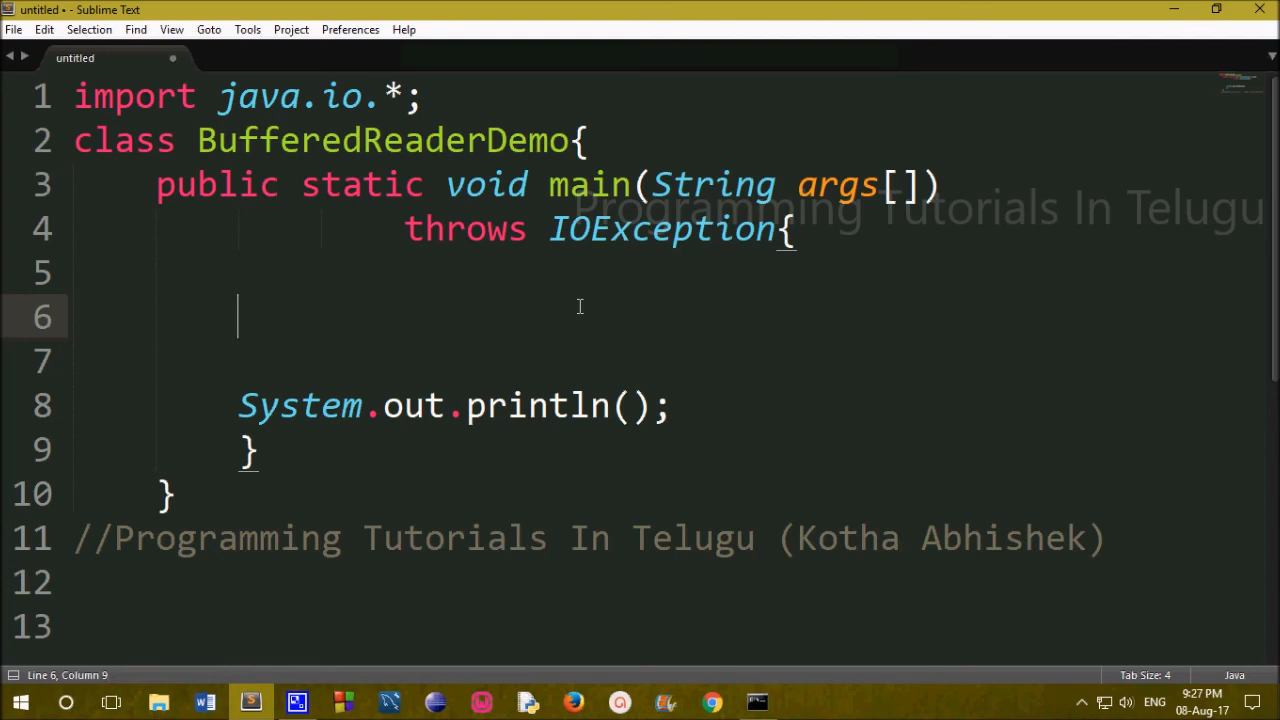 untitled • - Sublime Text
File Edit Selection Find View Goto Tools Project Preferences Help
untitled
1 import java.io.*;
2 class BufferedReaderDemo{
3 public static void main(String args[])
Programming Tutorials In Telugu
4 throws IOException{
5
6
7
8 System.out.println();
9 }
10 }
11 //Programming Tutorials In Telugu (Kotha Abhishek)
12
13
Line 6, Column 9 Tab Size: 4 Java
ENG 9:27 PM
08-Aug-17